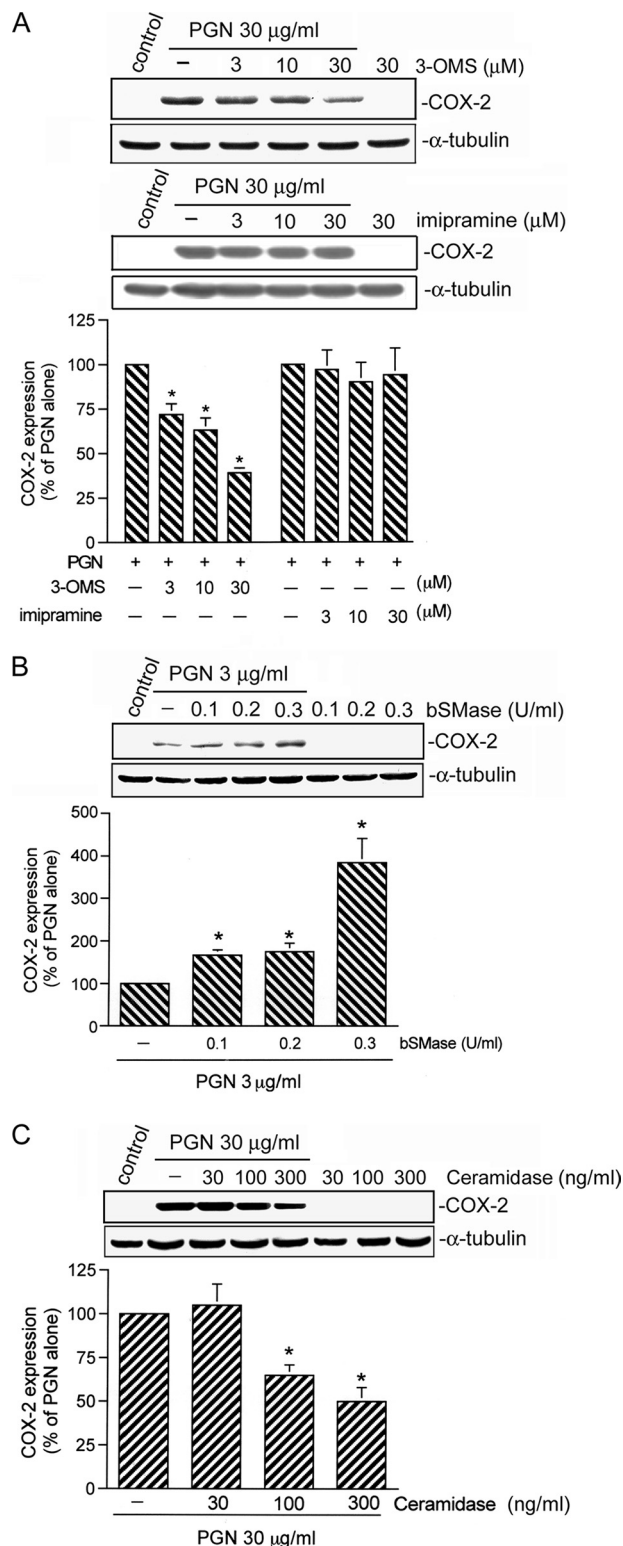 A
control
PGN 30 μg/ml
– 3 10 30 30 3-OMS (μM)
-COX-2
-α-tubulin
control
PGN 30 μg/ml
– 3 10 30 30 imipramine (μM)
-COX-2
-α-tubulin
COX-2 expression
(% of PGN alone)
125
100
75
50
25
0
* * *
PGN + + + + + + + +
3-OMS – 3 10 30 – – – – (μM)
imipramine – – – – – 3 10 30 (μM)
B
control
PGN 3 μg/ml
– 0.1 0.2 0.3 0.1 0.2 0.3 bSMase (U/ml)
-COX-2
-α-tubulin
COX-2 expression
(% of PGN alone)
500
400
300
200
100
0
* * *
– 0.1 0.2 0.3 bSMase (U/ml)
PGN 3 μg/ml
C
control
PGN 30 μg/ml
– 30 100 300 30 100 300 Ceramidase (ng/ml)
-COX-2
-α-tubulin
COX-2 expression
(% of PGN alone)
125
100
75
50
25
0
* *
– 30 100 300 Ceramidase (ng/ml)
PGN 30 μg/ml